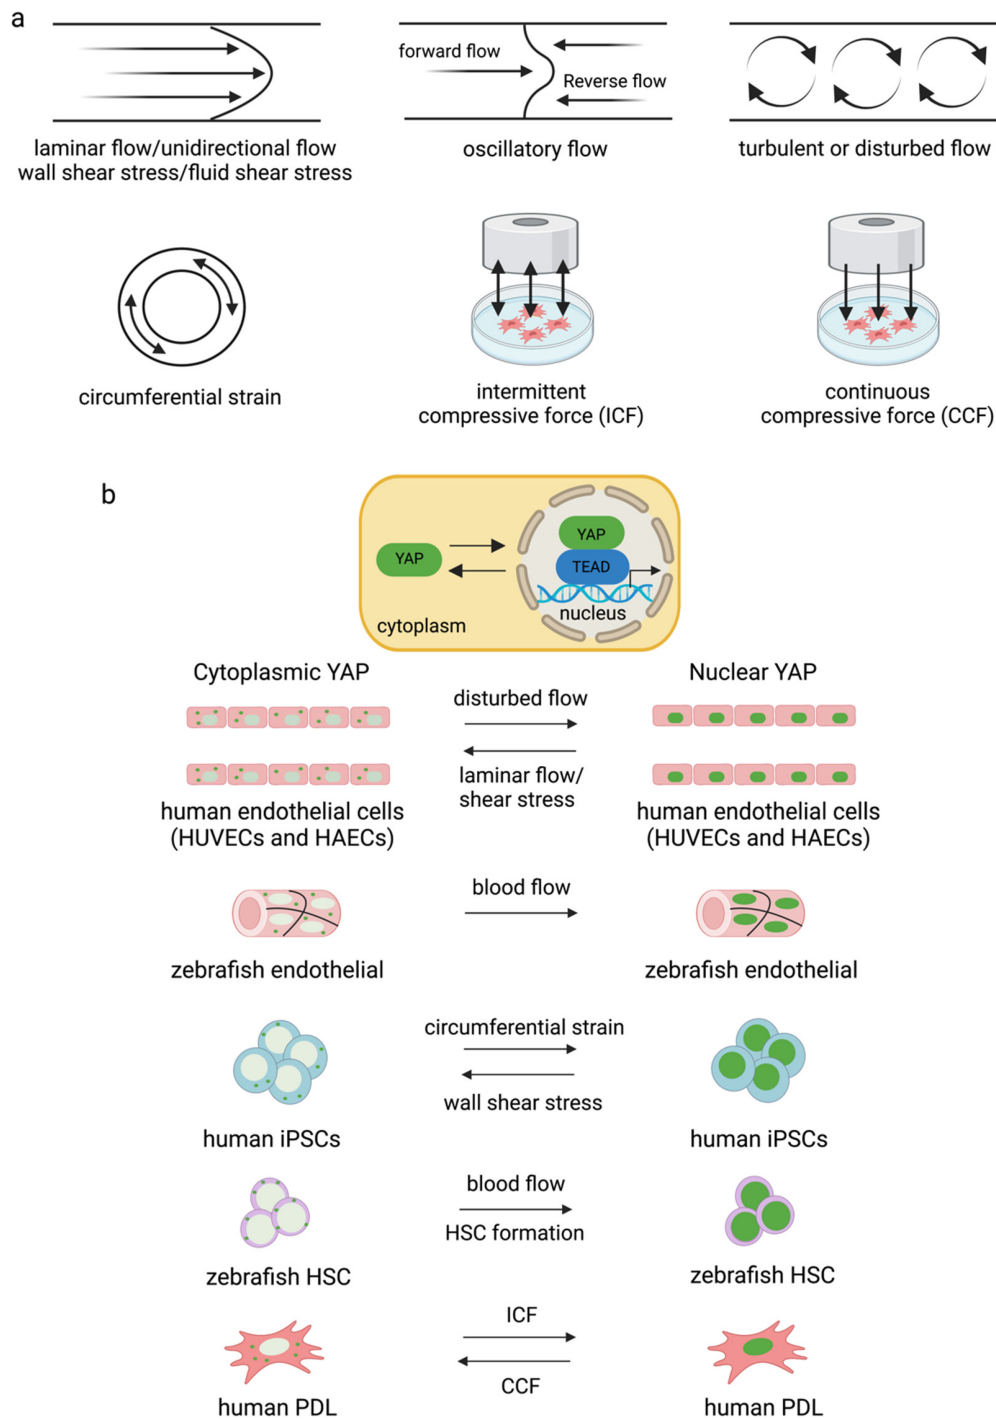 a
forward flow
Reverse flow
laminar flow/unidirectional flow
wall shear stress/fluid shear stress
oscillatory flow
turbulent or disturbed flow
circumferential strain
intermittent
compressive force (ICF)
continuous
compressive force (CCF)
b
YAP
YAP
TEAD
nucleus
cytoplasm
Cytoplasmic YAP
Nuclear YAP
disturbed flow
laminar flow/
shear stress
human endothelial cells
(HUVECs and HAECs)
human endothelial cells
(HUVECs and HAECs)
blood flow
zebrafish endothelial
zebrafish endothelial
circumferential strain
wall shear stress
human iPSCs
human iPSCs
blood flow
HSC formation
zebrafish HSC
zebrafish HSC
ICF
CCF
human PDL
human PDL